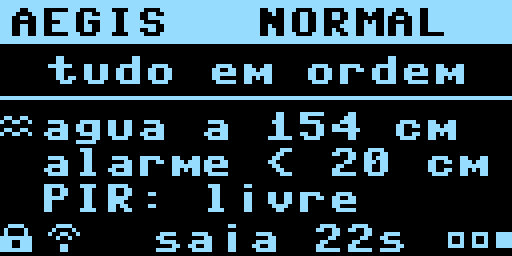 AEGIS NORMAL
tudo em ordem
agua a 154 cm
alarme < 20 cm
PIR: livre
saia 22s